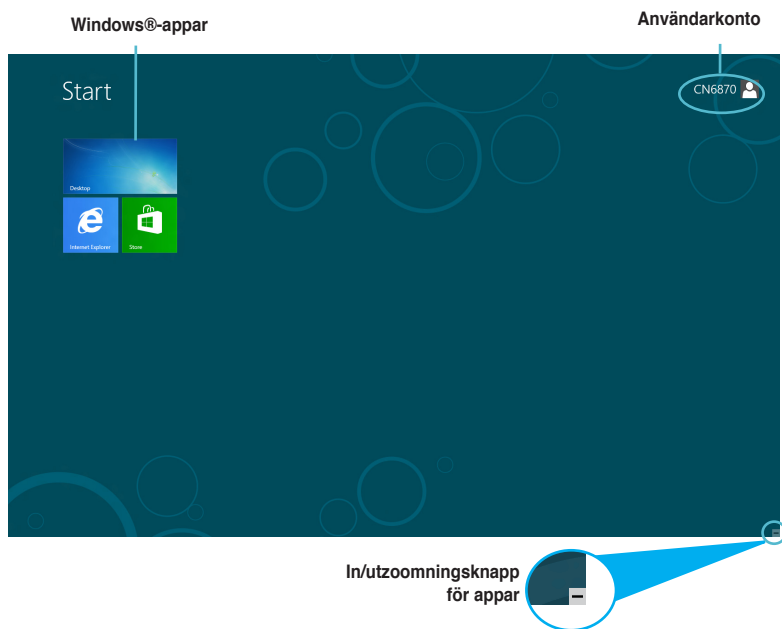 Windows®-appar
Användarkonto
Start
CN6870
Desktop
Internet Explorer
Store
In/utzoomningsknapp
för appar